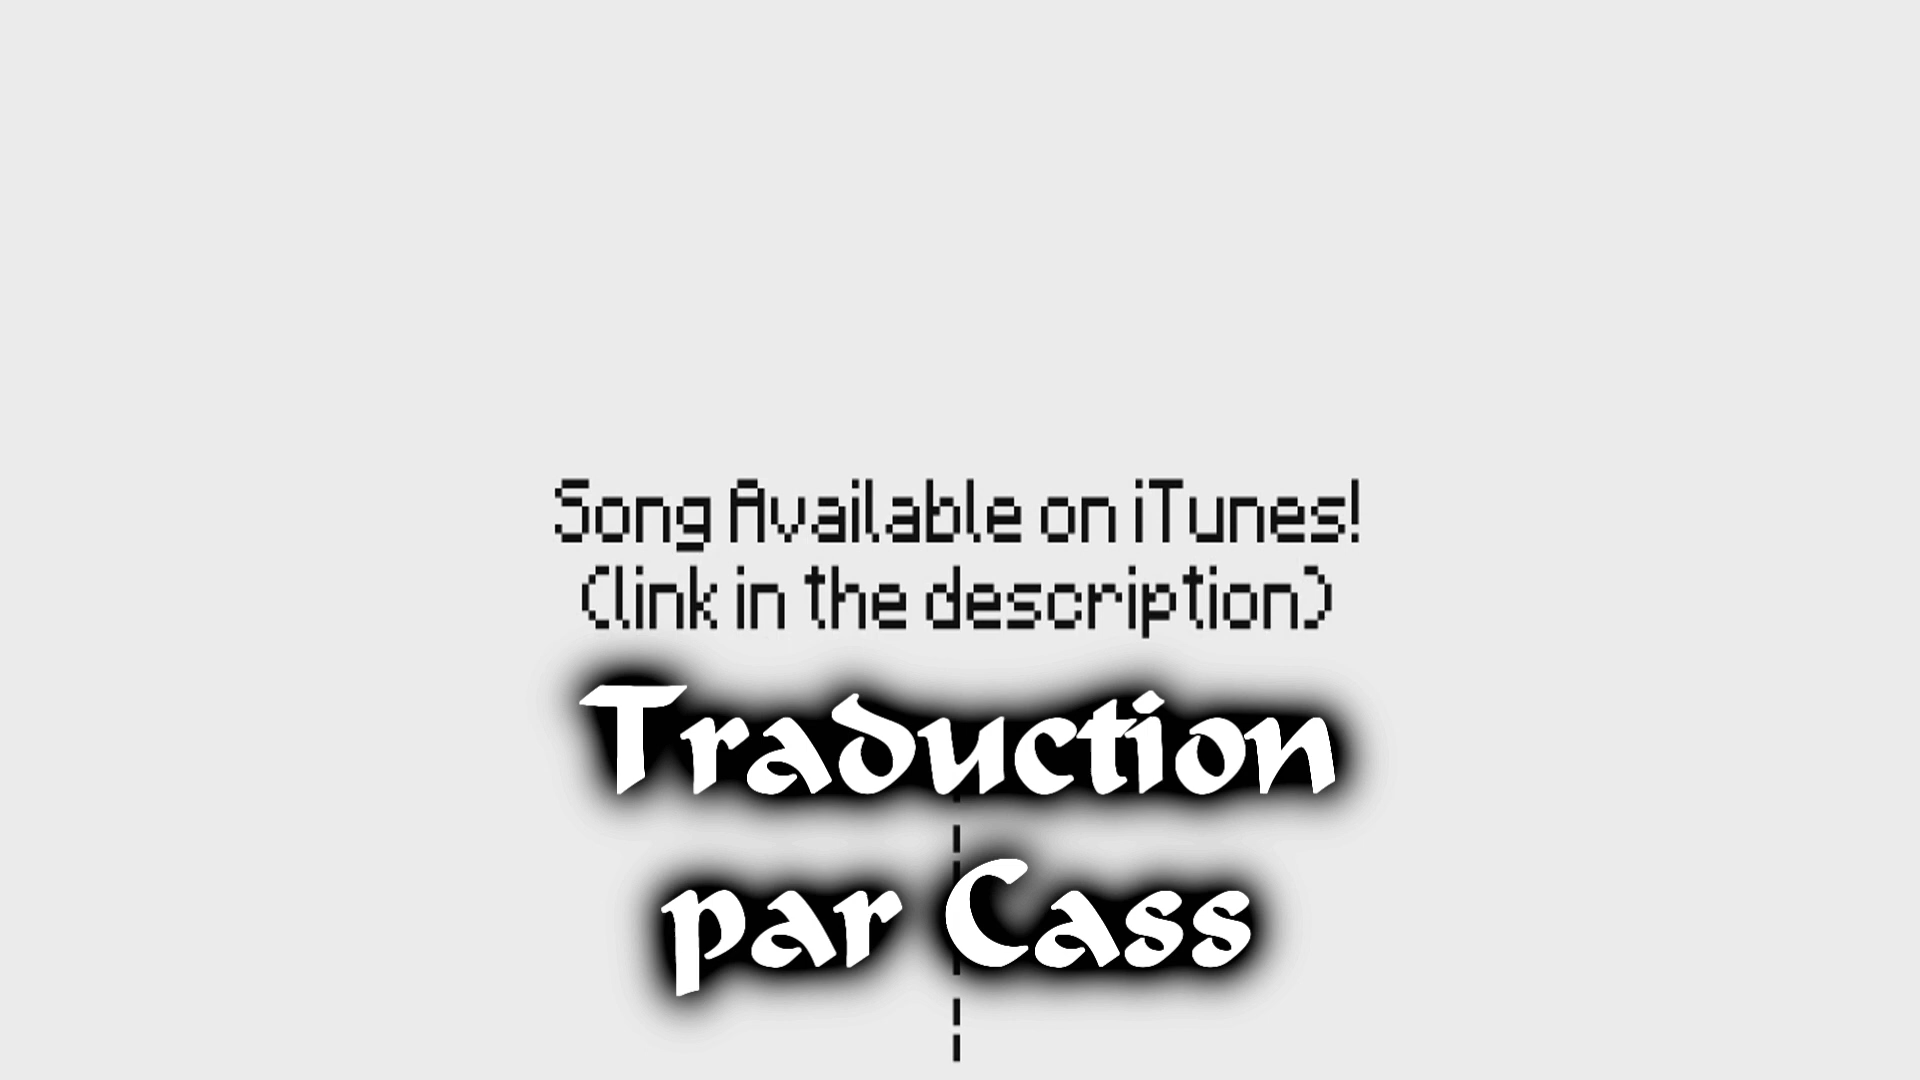 Song Available on iTunes!
(link in the description)
Traduction
par Cass